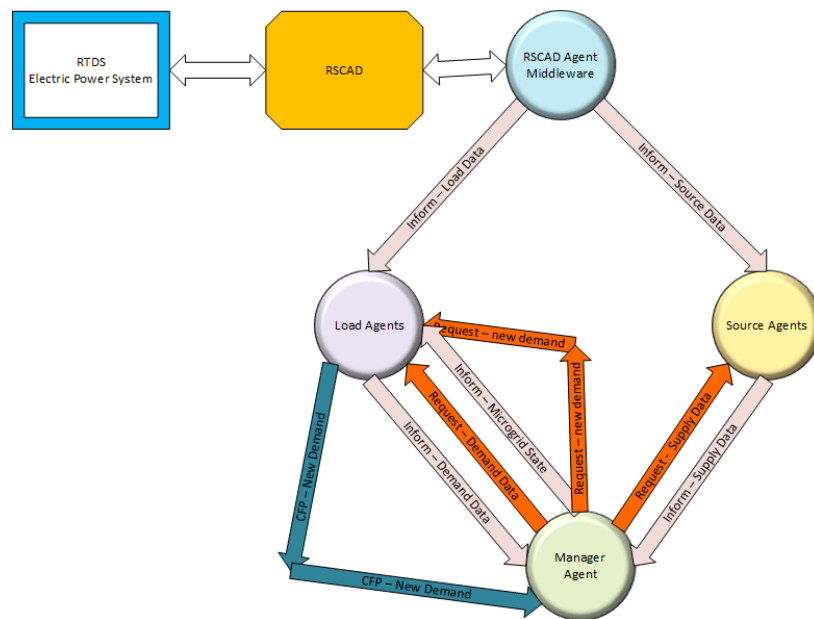 RTDS
Electric Power System
RSCAD
RSCAD Agent
Middleware
Inform – Load Data
Inform – Source Data
Load Agents
Source Agents
Request – new demand
Request – new demand
Inform – Microgrid State
Request – Demand Data
Inform – Demand Data
Request - Supply Data
Inform – Supply Data
CFP – New Demand
CFP – New Demand
Manager
Agent